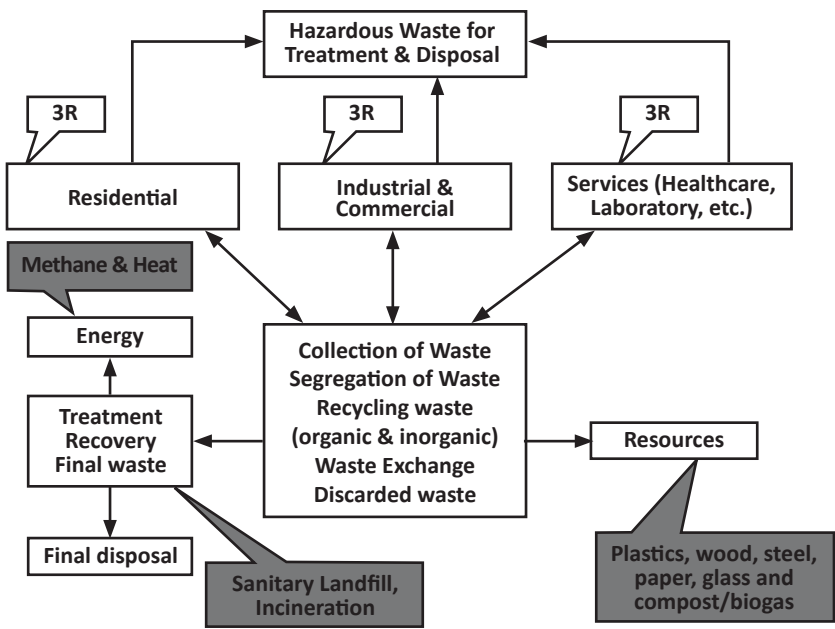 Hazardous Waste for
Treatment & Disposal
3R
3R
3R
Residential
Industrial &
Commercial
Services (Healthcare,
Laboratory, etc.)
Methane & Heat
Energy
Collection of Waste
Segregation of Waste
Recycling waste
(organic & inorganic)
Waste Exchange
Discarded waste
Treatment
Recovery
Final waste
Resources
Final disposal
Sanitary Landfill,
Incineration
Plastics, wood, steel,
paper, glass and
compost/biogas